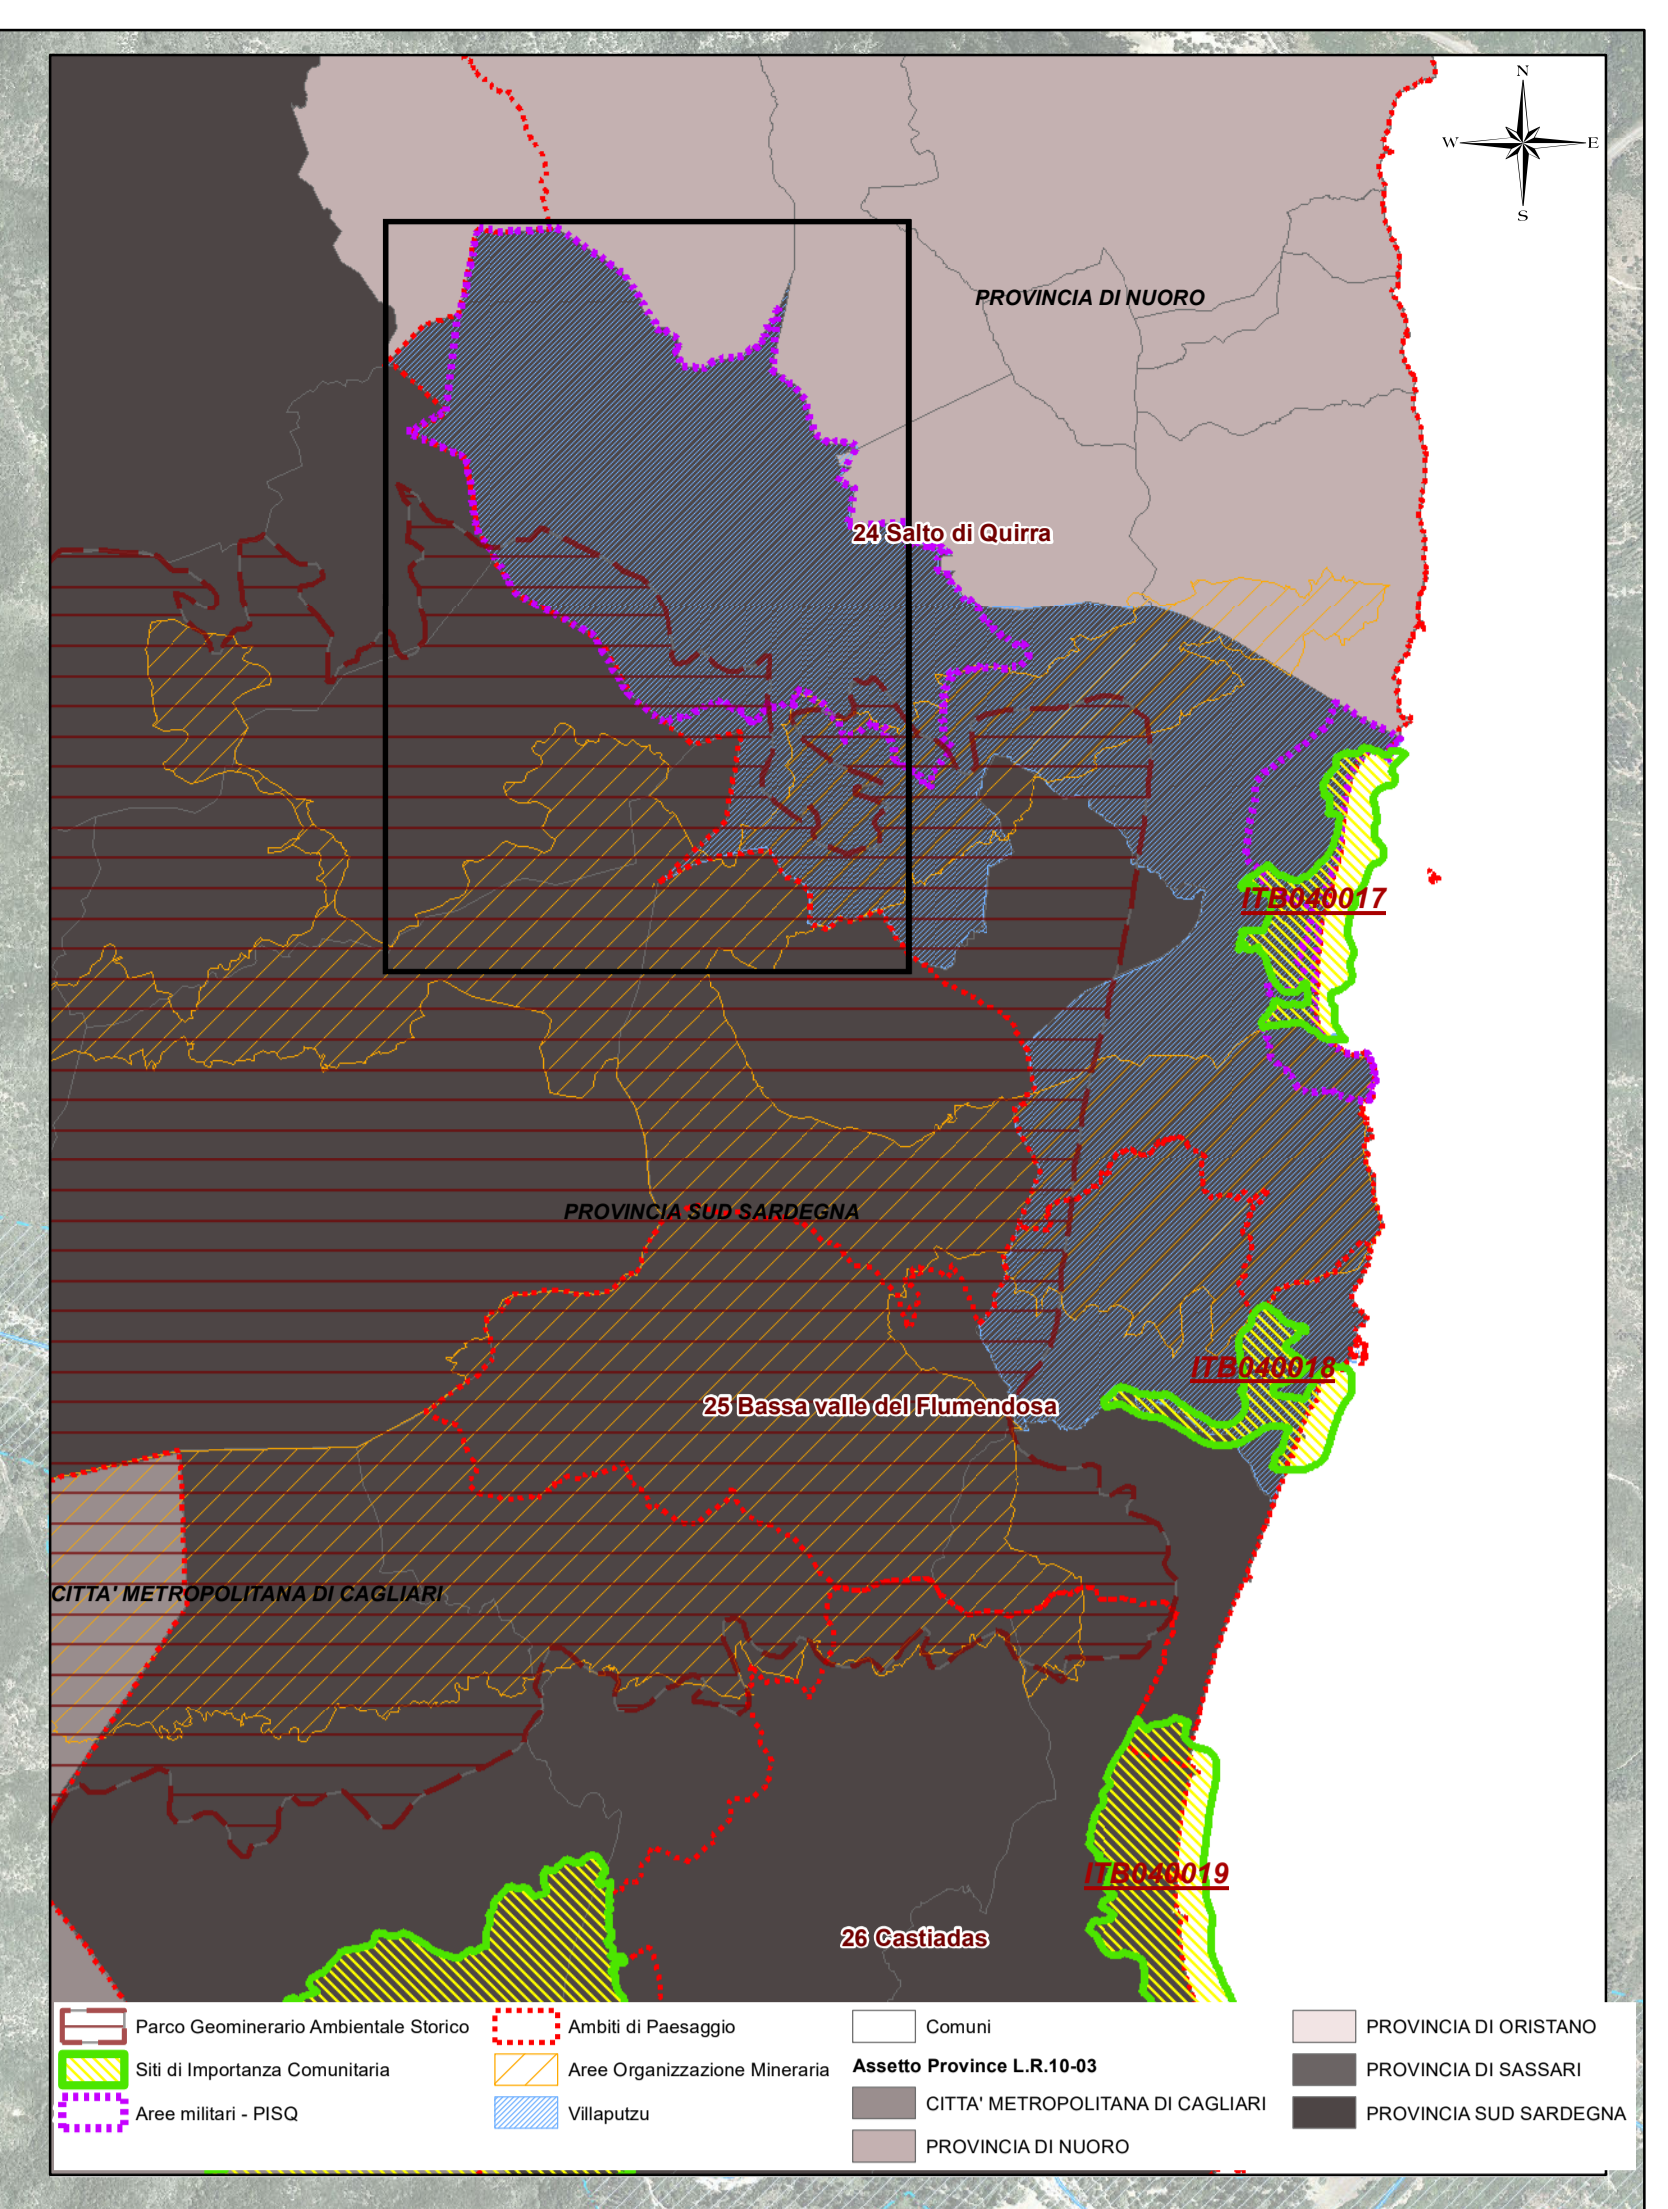 N
W
E
S
PROVINCIA DI NUORO
24 Salto di Quirra
ITB040017
PROVINCIA SUD SARDEGNA
ITB040018
25 Bassa valle del Flumendosa
CITTA' METROPOLITANA DI CAGLIARI
ITB040019
26 Castiadas
Parco Geominerario Ambientale Storico
Siti di Importanza Comunitaria
Aree militari - PISQ
Ambiti di Paesaggio
Aree Organizzazione Mineraria
Villaputzu
Comuni
Assetto Province L.R.10-03
CITTA' METROPOLITANA DI CAGLIARI
PROVINCIA DI NUORO
PROVINCIA DI ORISTANO
PROVINCIA DI SASSARI
PROVINCIA SUD SARDEGNA